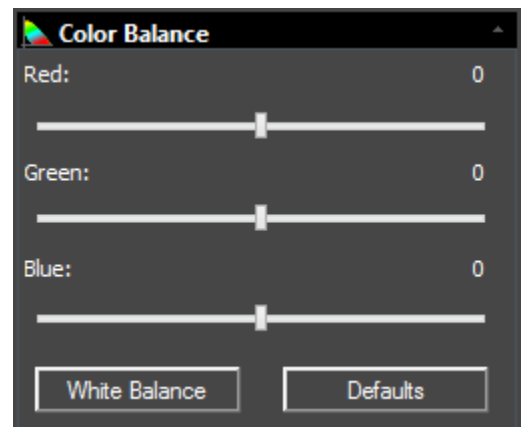 Color Balance
Red: 0
Green: 0
Blue: 0
White Balance Defaults